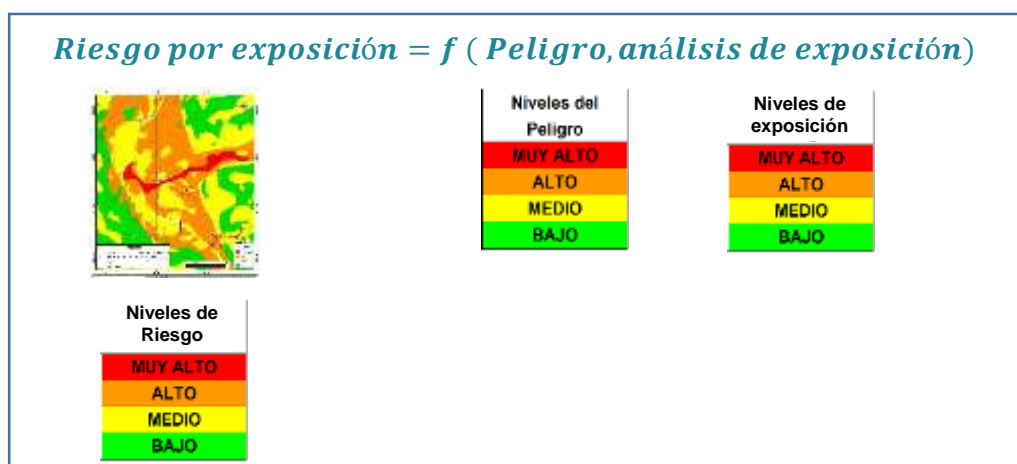 Riesgo por exposición = f ( Peligro, análisis de exposición)
Niveles del
Peligro
MUY ALTO
ALTO
MEDIO
BAJO
Niveles de
exposición
MUY ALTO
ALTO
MEDIO
BAJO
Niveles de
Riesgo
MUY ALTO
ALTO
MEDIO
BAJO